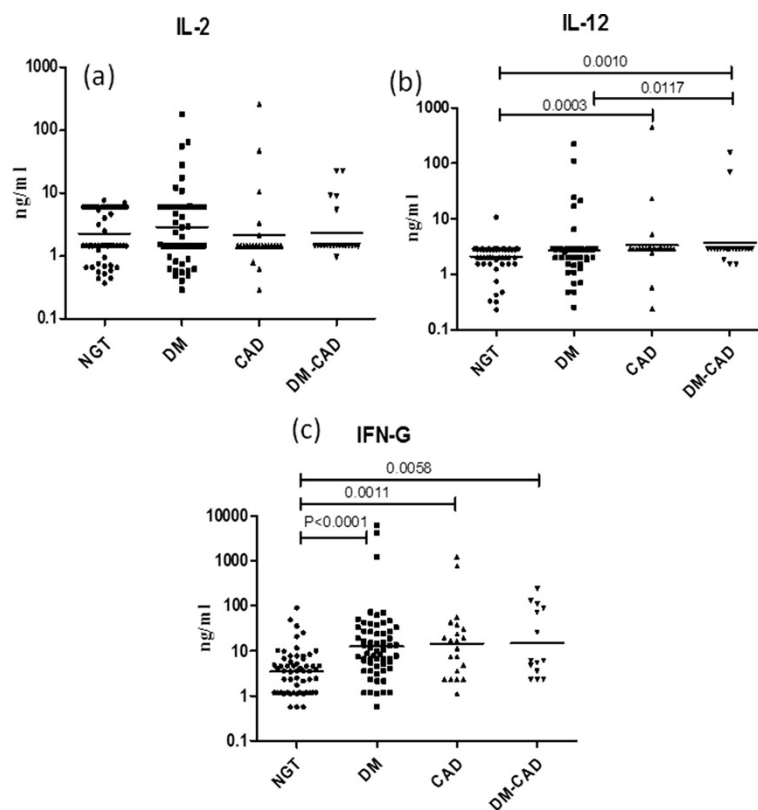 IL-2
(a)
1000
100
10
1
0.1
ng/ml
NGT
DM
CAD
DM-CAD
IL-12
(b)
0.0010
0.0117
0.0003
1000
100
10
1
0.1
ng/ml
NGT
DM
CAD
DM-CAD
(c)
IFN-G
0.0058
0.0011
P<0.0001
10000
1000
100
10
1
0.1
ng/ml
NGT
DM
CAD
DM-CAD